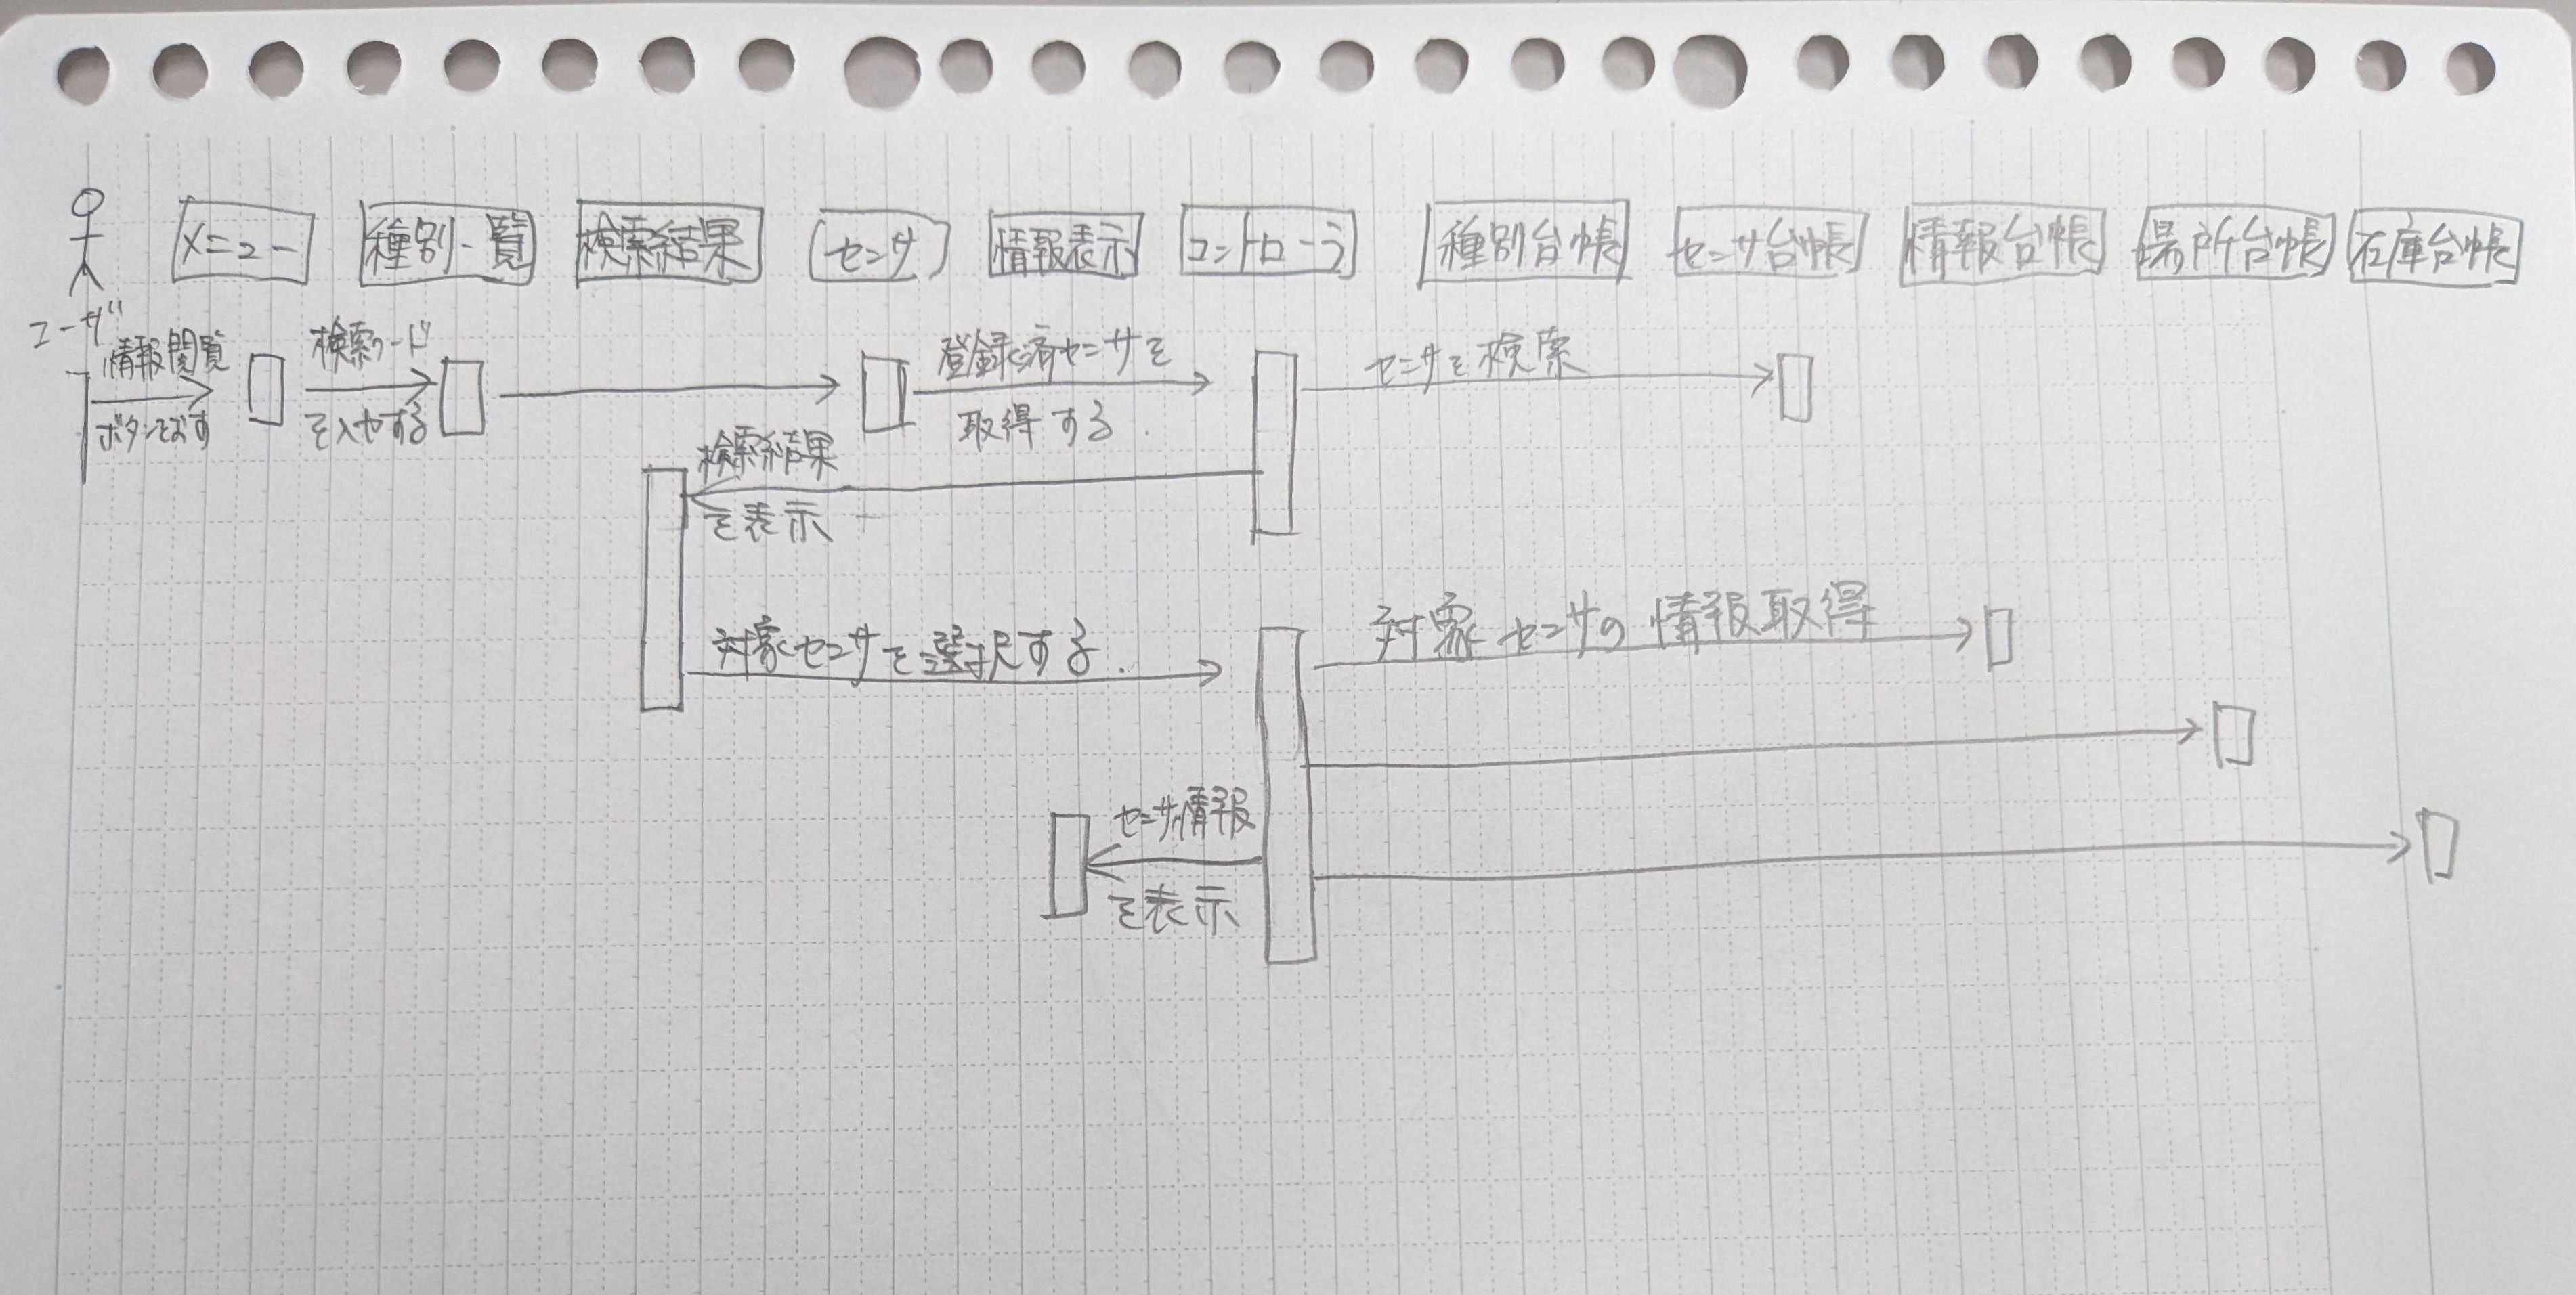 メニュー
種別一覧
検索結果
センサ
情報表示
コントローラ
種別台帳
センサ台帳
情報台帳
場所台帳
在庫台帳
ユーザ
情報閲覧
ボタンをおす
検索ワード
を入力する
登録済センサを
取得する.
センサを検索
検索結果
を表示
対象センサを選択する.
対象センサの情報取得
センサ情報
を表示